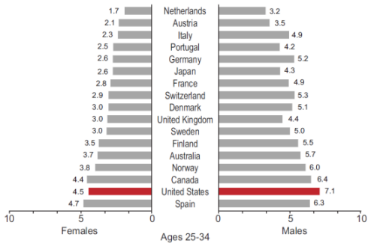 1.7 Netherlands 3.2
2.1 Austria 3.5
2.3 Italy 4.9
2.5 Portugal 4.2
2.6 Germany 5.2
2.6 Japan 4.3
2.8 France 4.9
2.9 Switzerland 5.3
3.0 Denmark 5.1
3.0 United Kingdom 4.4
3.0 Sweden 5.0
3.5 Finland 5.5
3.7 Australia 5.7
3.8 Norway 6.0
4.4 Canada 6.4
4.5 United States 7.1
4.7 Spain 6.3
10 5 0 0 5 10
Females Males
Ages 25-34